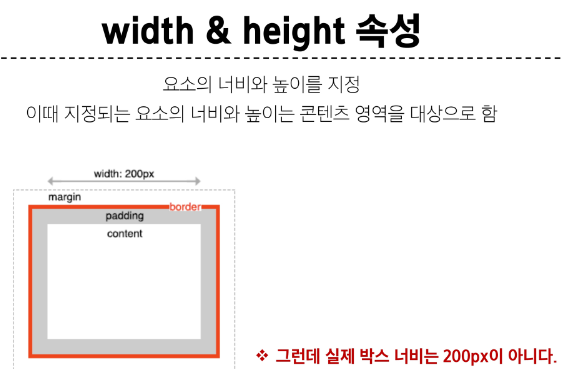 width & height 속성
요소의 너비와 높이를 지정
이때 지정되는 요소의 너비와 높이는 콘텐츠 영역을 대상으로 함
width: 200px
margin
border
padding
content
❖ 그런데 실제 박스 너비는 200px이 아니다.